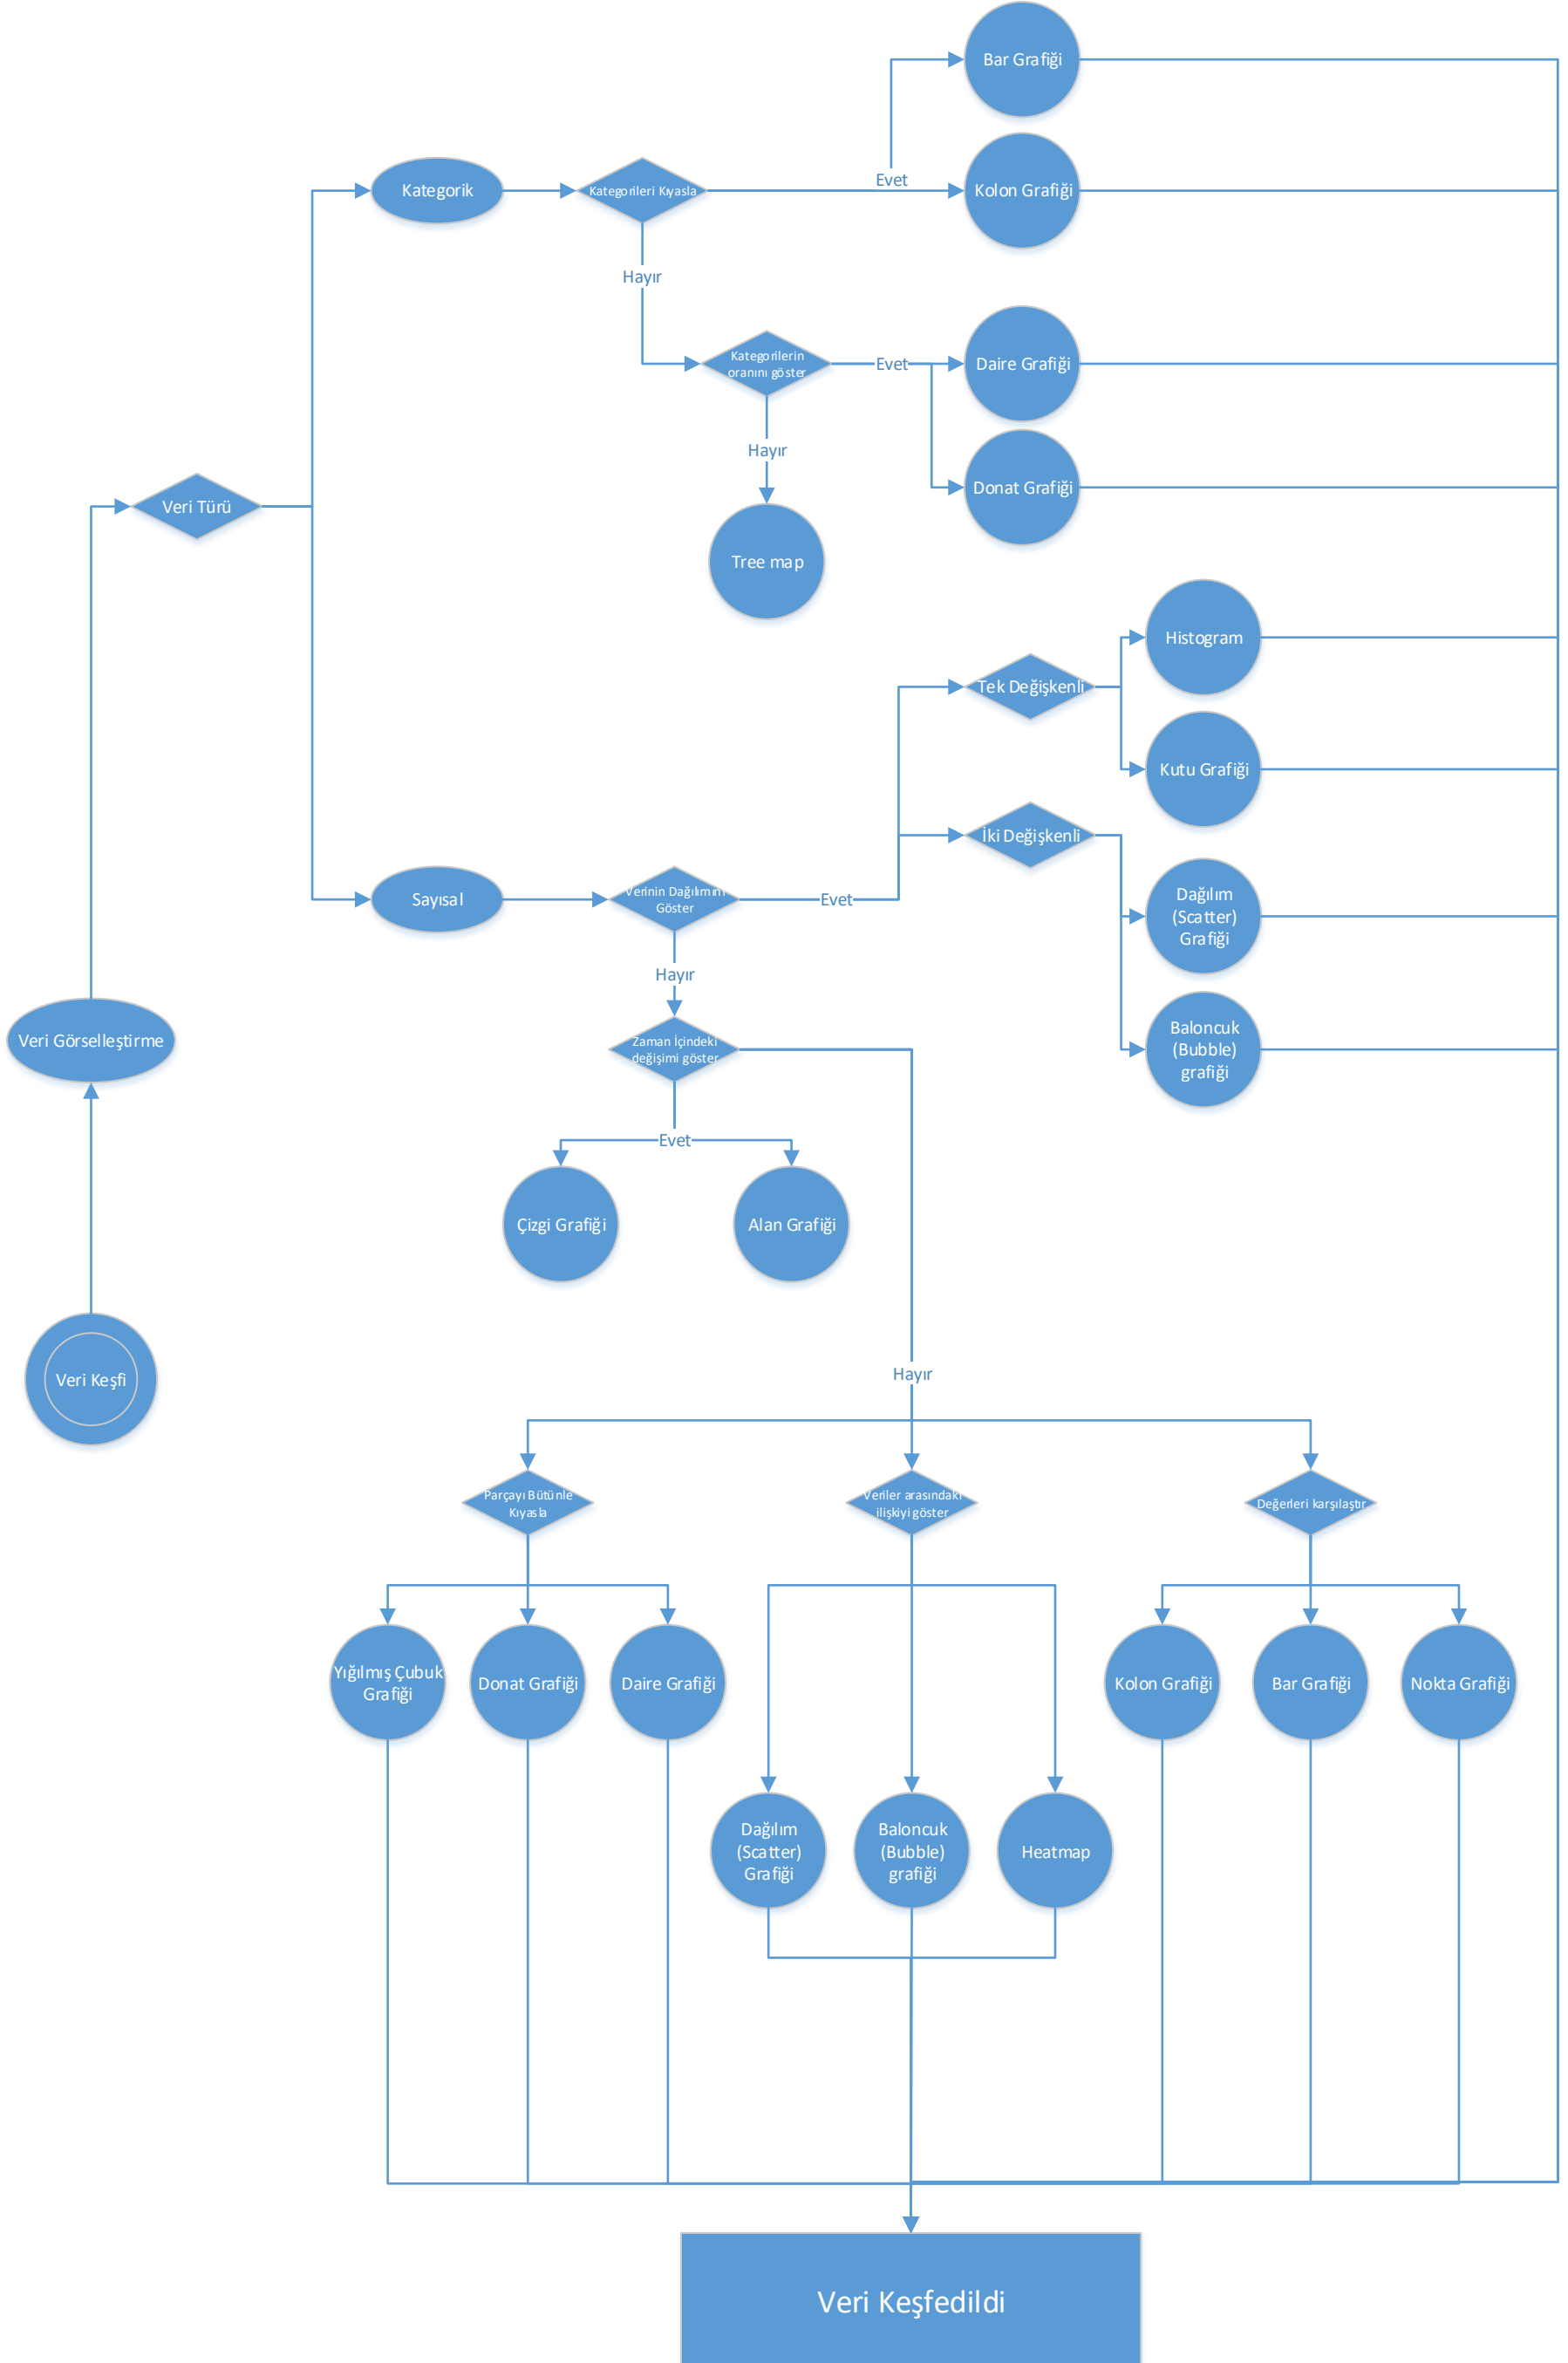 Bar Grafiği
Evet
Kategorik
Kategorileri Kıyasla
Kolon Grafiği
Hayır
Kategorilerin
oranını göster
Evet
Daire Grafiği
Hayır
Donat Grafiği
Veri Türü
Tree map
Histogram
Tek Değişkenli
Kutu Grafiği
İki Değişkenli
Sayısal
Verinin Dağılımını
Göster
Evet
Dağılım
(Scatter)
Grafiği
Hayır
Veri Görselleştirme
Zaman İçindeki
değişimi göster
Baloncuk
(Bubble)
grafiği
Evet
Çizgi Grafiği
Alan Grafiği
Veri Keşfi
Hayır
Parçayı Bütünle
Kıyasla
Veriler arasındaki
ilişkiyi göster
Değerleri karşılaştır
Yığılmış Çubuk
Grafiği
Donat Grafiği
Daire Grafiği
Kolon Grafiği
Bar Grafiği
Nokta Grafiği
Dağılım
(Scatter)
Grafiği
Baloncuk
(Bubble)
grafiği
Heatmap
Veri Keşfedildi